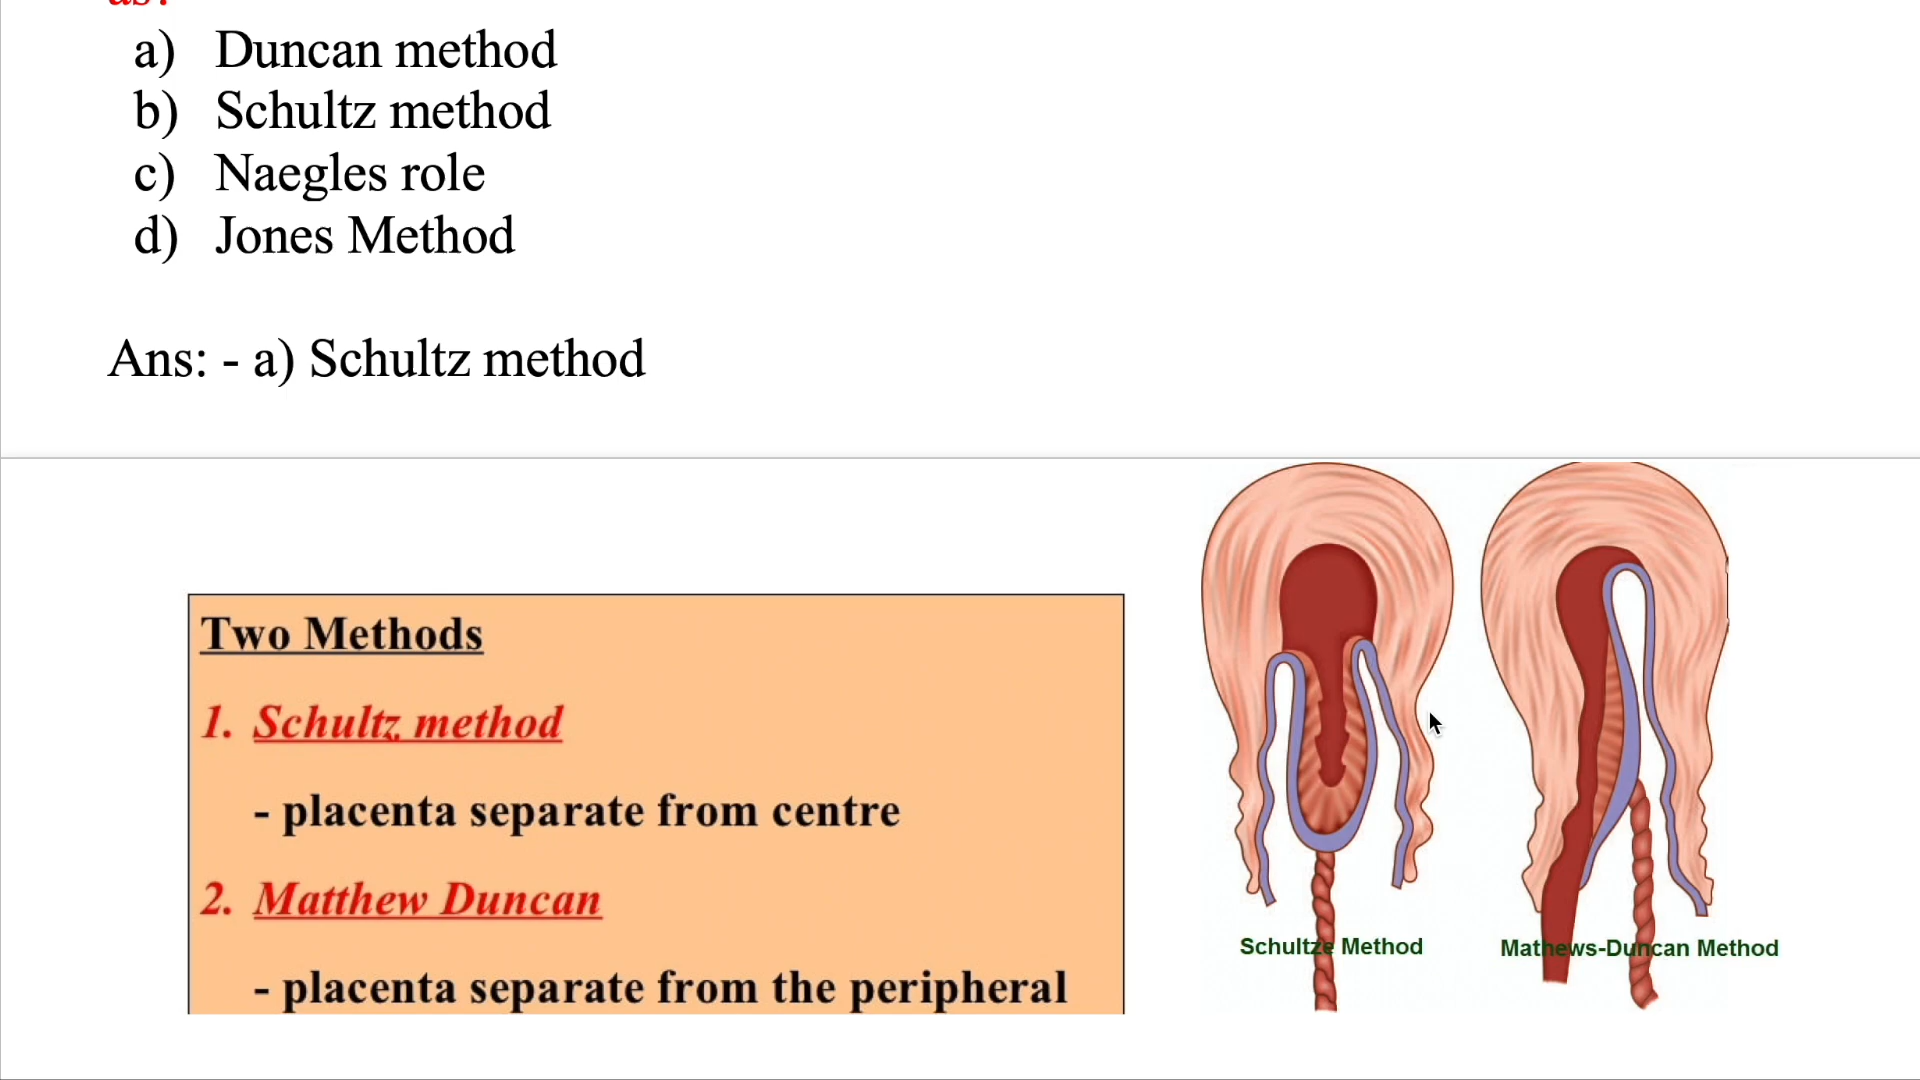 as?
a) Duncan method
b) Schultz method
c) Naegles role
d) Jones Method
Ans: - a) Schultz method
Two Methods
1. Schultz method
- placenta separate from centre
2. Matthew Duncan
- placenta separate from the peripheral
Schultze Method
Mathews-Duncan Method